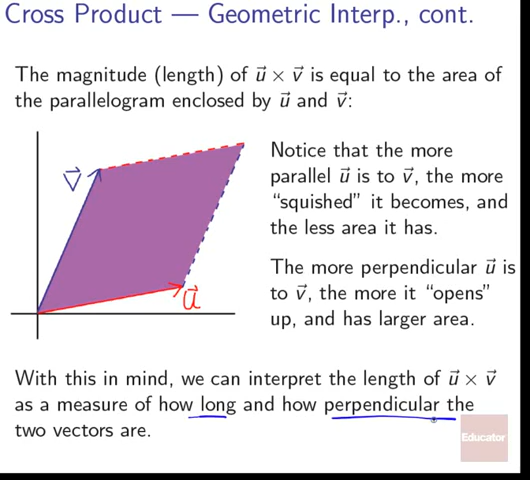 Cross Product — Geometric Interp., cont.
The magnitude (length) of u⃗ × v⃗ is equal to the area of
the parallelogram enclosed by u⃗ and v⃗:
v⃗
u⃗
Notice that the more
parallel u⃗ is to v⃗, the more
“squished” it becomes, and
the less area it has.
The more perpendicular u⃗ is
to v⃗, the more it “opens”
up, and has larger area.
With this in mind, we can interpret the length of u⃗ × v⃗
as a measure of how long and how perpendicular the
two vectors are.
Educator